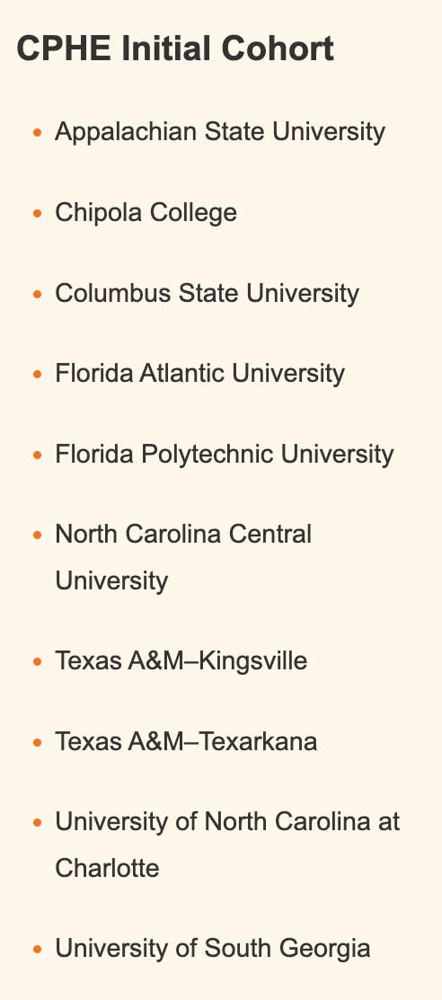 CPHE Initial Cohort
• Appalachian State University
• Chipola College
• Columbus State University
• Florida Atlantic University
• Florida Polytechnic University
• North Carolina Central
University
• Texas A&M–Kingsville
• Texas A&M–Texarkana
• University of North Carolina at
Charlotte
• University of South Georgia